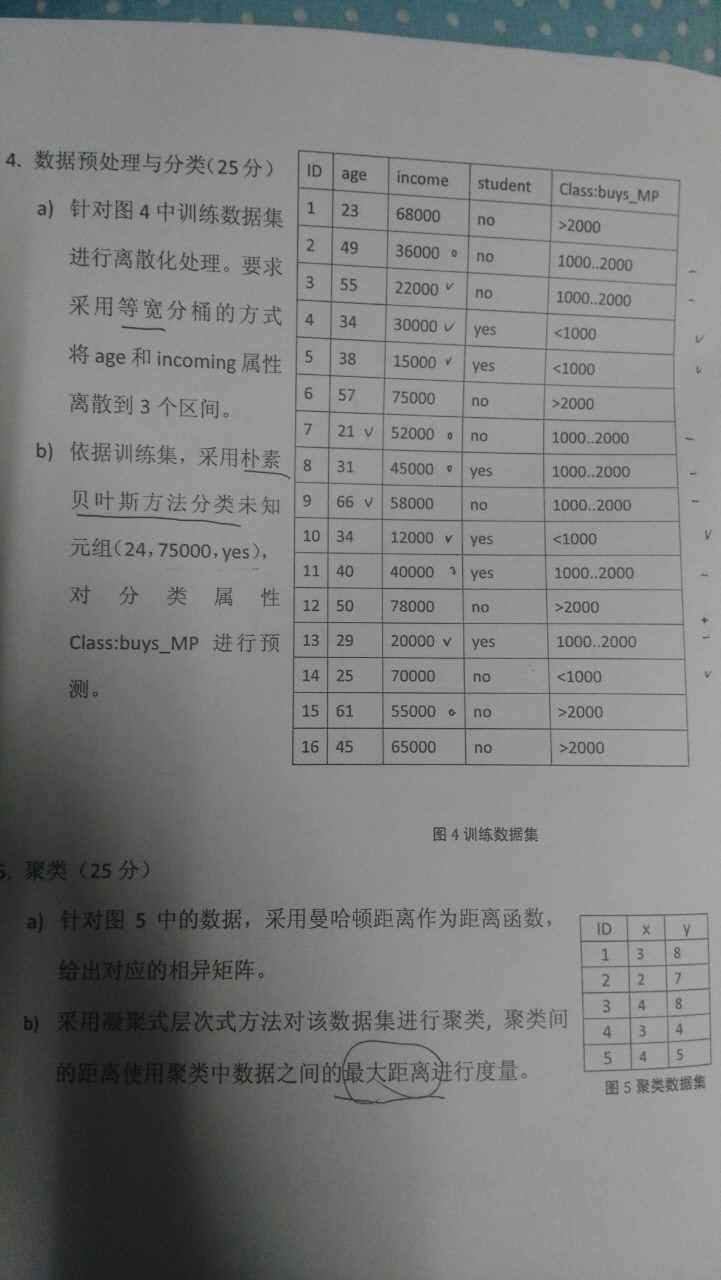 4、数据预处理与分类(25分)
a) 针对图 4 中训练数据集
进行离散化处理。要求
采用等宽分桶的方式
将 age 和 incoming 属性
离散到 3 个区间。
b) 依据训练集，采用朴素
贝叶斯方法分类未知
元组(24,75000,yes),
对分类属性
Class:buys_MP 进行预
测。
ID age income student Class:buys_MP
1 23 68000 no >2000
2 49 36000 no 1000..2000
3 55 22000 no 1000..2000
4 34 30000 yes <1000
5 38 15000 yes <1000
6 57 75000 no >2000
7 21 52000 no 1000..2000
8 31 45000 yes 1000..2000
9 66 58000 no 1000..2000
10 34 12000 yes <1000
11 40 40000 yes 1000..2000
12 50 78000 no >2000
13 29 20000 yes 1000..2000
14 25 70000 no <1000
15 61 55000 no >2000
16 45 65000 no >2000
图 4 训练数据集
聚类（25 分）
a) 针对图 5 中的数据，采用曼哈顿距离作为距离函数，
给出对应的相异矩阵。
b) 采用凝聚式层次式方法对该数据集进行聚类, 聚类间
的距离使用聚类中数据之间的最大距离进行度量。
ID x y
1 3 8
2 2 7
3 4 8
4 3 4
5 4 5
图 5 聚类数据集